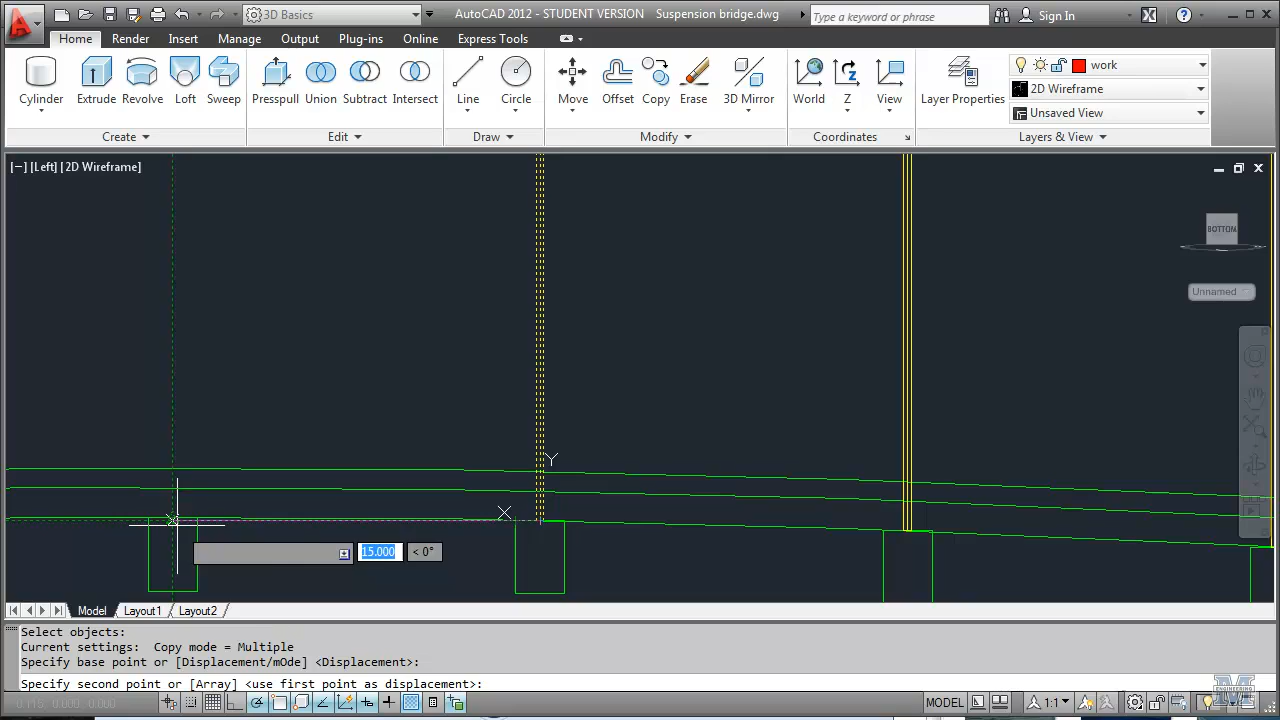 3D Basics
AutoCAD 2012 - STUDENT VERSION Suspension bridge.dwg
Type a keyword or phrase
Sign In
Home Render Insert Manage Output Plug-ins Online Express Tools
Cylinder Extrude Revolve Loft Sweep
Presspull Union Subtract Intersect
Line Circle
Move Offset Copy Erase 3D Mirror
World Z View
Layer Properties
work
2D Wireframe
Unsaved View
Create Edit Draw Modify Coordinates Layers & View
[−] [Left] [2D Wireframe]
BOTTOM
Unnamed
Y
X
15.000 < 0°
Model Layout1 Layout2
Select objects:
Current settings: Copy mode = Multiple
Specify base point or [Displacement/mOde] <Displacement>:
Specify second point or [Array] <use first point as displacement>:
MODEL 1:1
ENGINEERING